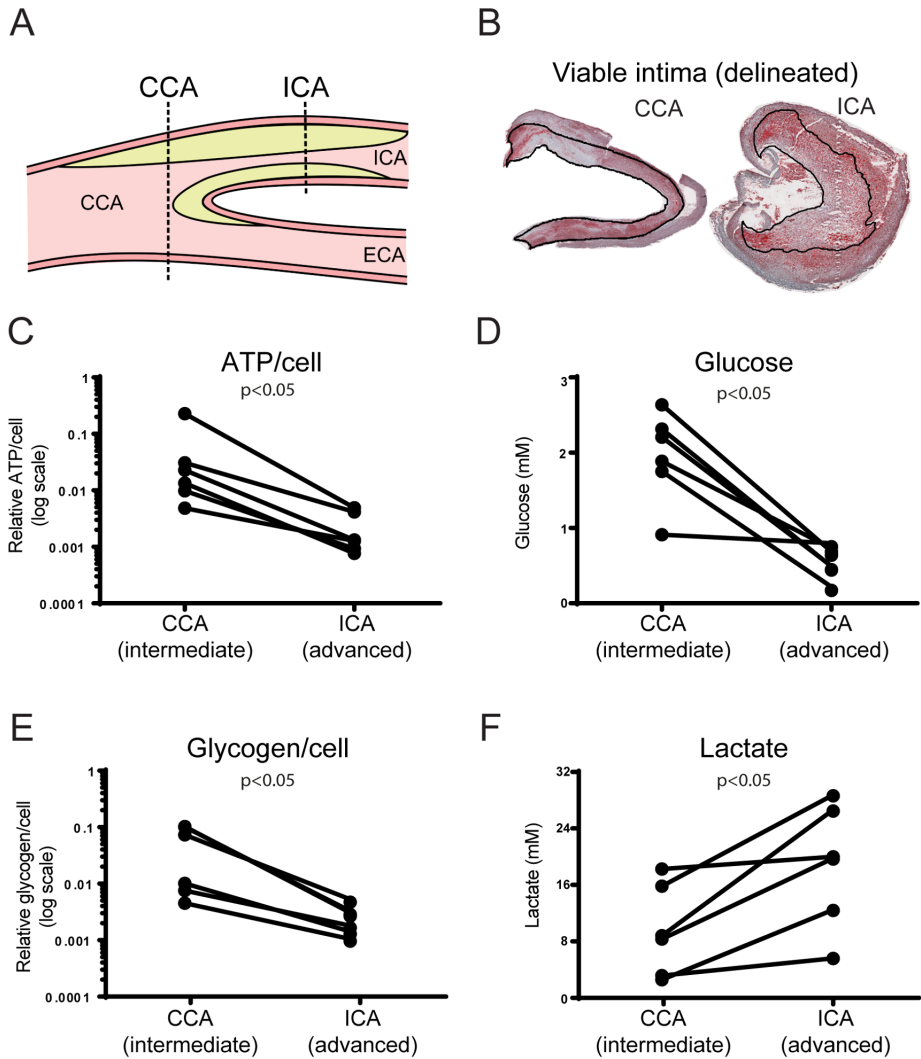 A
CCA
ICA
ICA
CCA
ECA
B
Viable intima (delineated)
CCA
ICA
C
ATP/cell
p<0.05
Relative ATP/cell
(log scale)
1
0.1
0.01
0.001
0.0001
CCA
(intermediate)
ICA
(advanced)
D
Glucose
p<0.05
Glucose (mM)
3
2
1
0
CCA
(intermediate)
ICA
(advanced)
E
Glycogen/cell
p<0.05
Relative glycogen/cell
(log scale)
1
0.1
0.01
0.001
0.0001
CCA
(intermediate)
ICA
(advanced)
F
Lactate
p<0.05
Lactate (mM)
32
24
16
8
0
CCA
(intermediate)
ICA
(advanced)